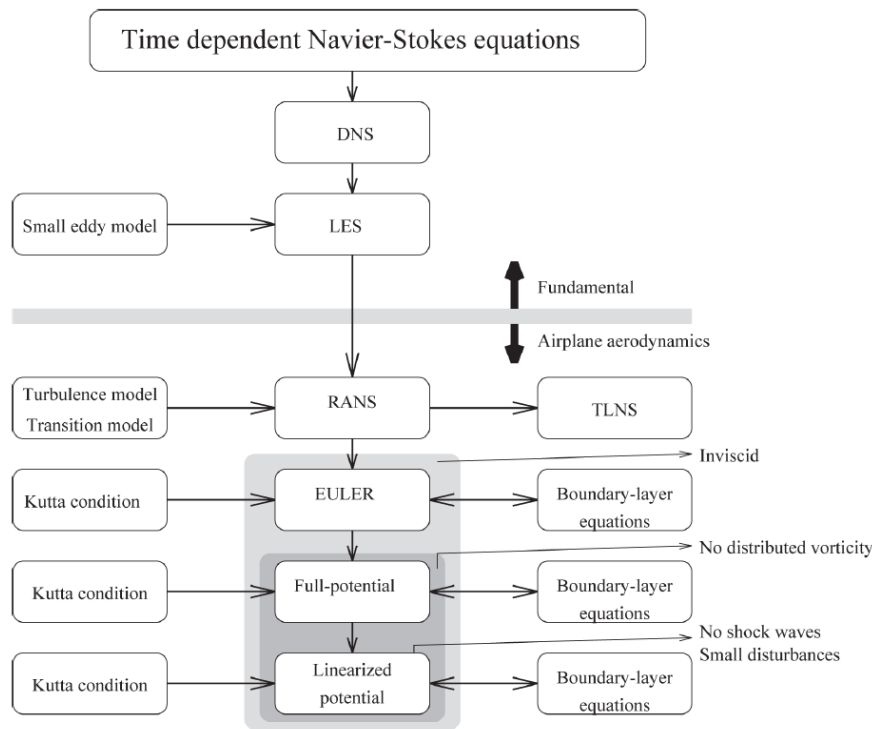 Time dependent Navier-Stokes equations
DNS
Small eddy model
LES
Fundamental
Airplane aerodynamics
Turbulence model
Transition model
RANS
TLNS
Inviscid
Kutta condition
EULER
Boundary-layer
equations
No distributed vorticity
Kutta condition
Full-potential
Boundary-layer
equations
No shock waves
Small disturbances
Kutta condition
Linearized
potential
Boundary-layer
equations